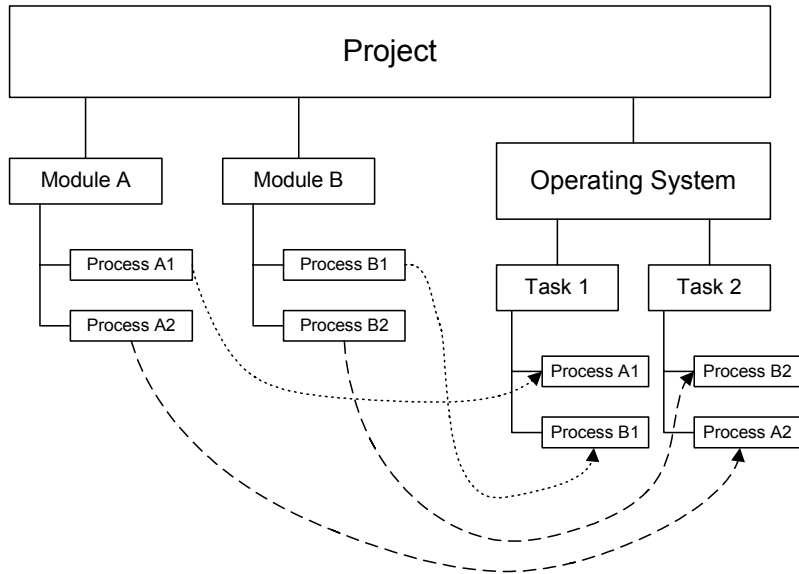 Project
Module A
Module B
Operating System
Process A1
Process B1
Task 1
Task 2
Process A2
Process B2
Process A1
Process B2
Process B1
Process A2